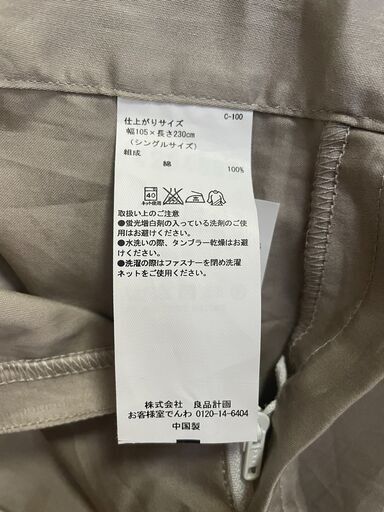 C-100
仕上がりサイズ
幅105×長さ230cm
(シングルサイズ)
組成
綿 100%
40
ネット使用
取扱い上のご注意
●蛍光増白剤の入っている洗剤のご使
用はお避けください。
●水洗いの際、タンブラー乾燥はお避
けください。
●洗濯の際はファスナーを閉め洗濯
ネットをご使用ください。
株式会社 良品計画
お客様室でんわ 0120-14-6404
中国製